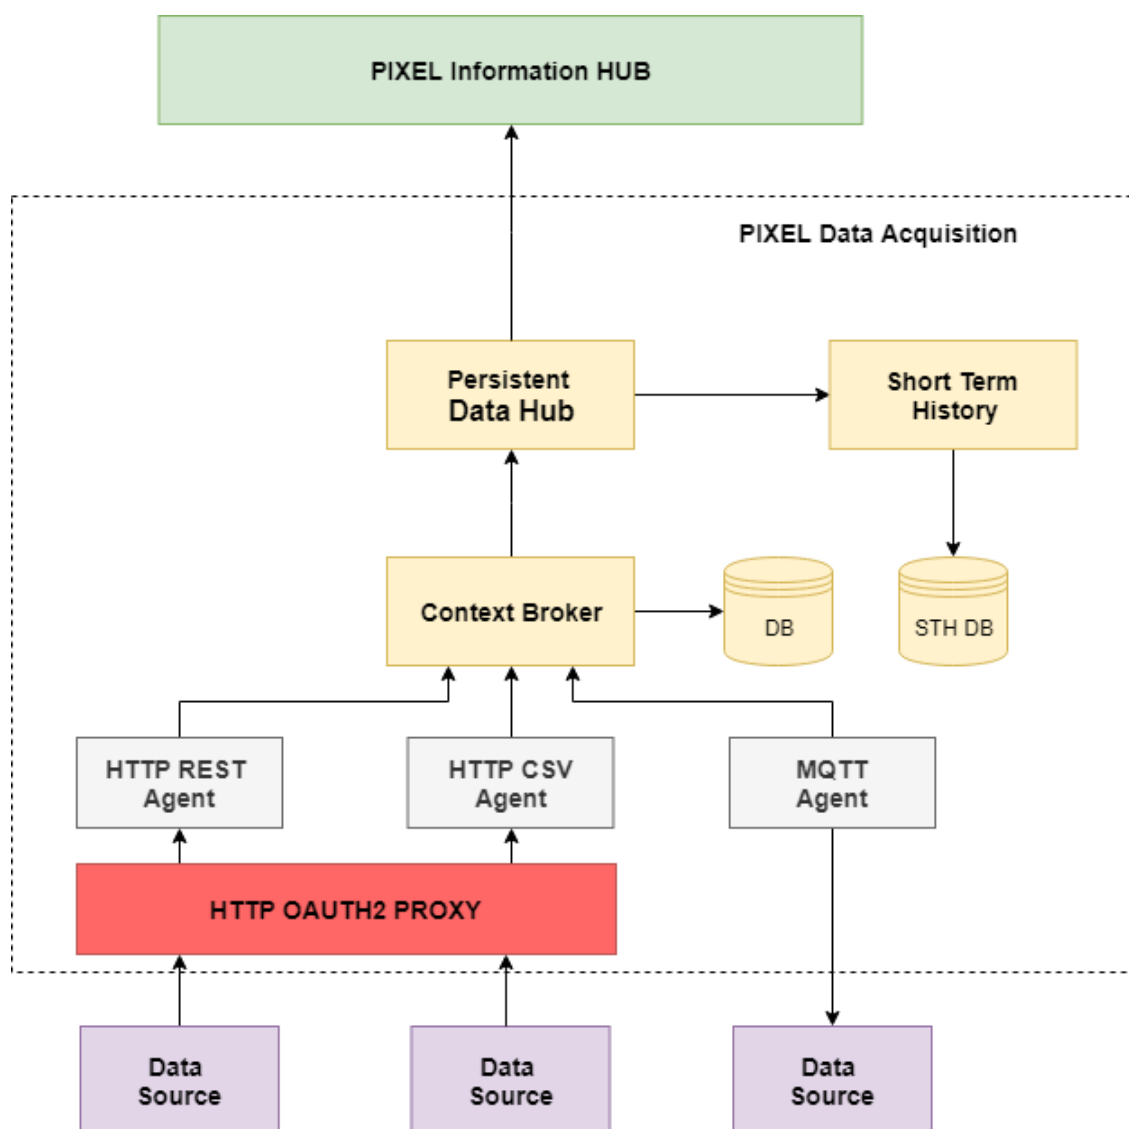 PIXEL Information HUB
PIXEL Data Acquisition
Persistent
Data Hub
Short Term
History
Context Broker
DB
STH DB
HTTP REST
Agent
HTTP CSV
Agent
MQTT
Agent
HTTP OAUTH2 PROXY
Data
Source
Data
Source
Data
Source